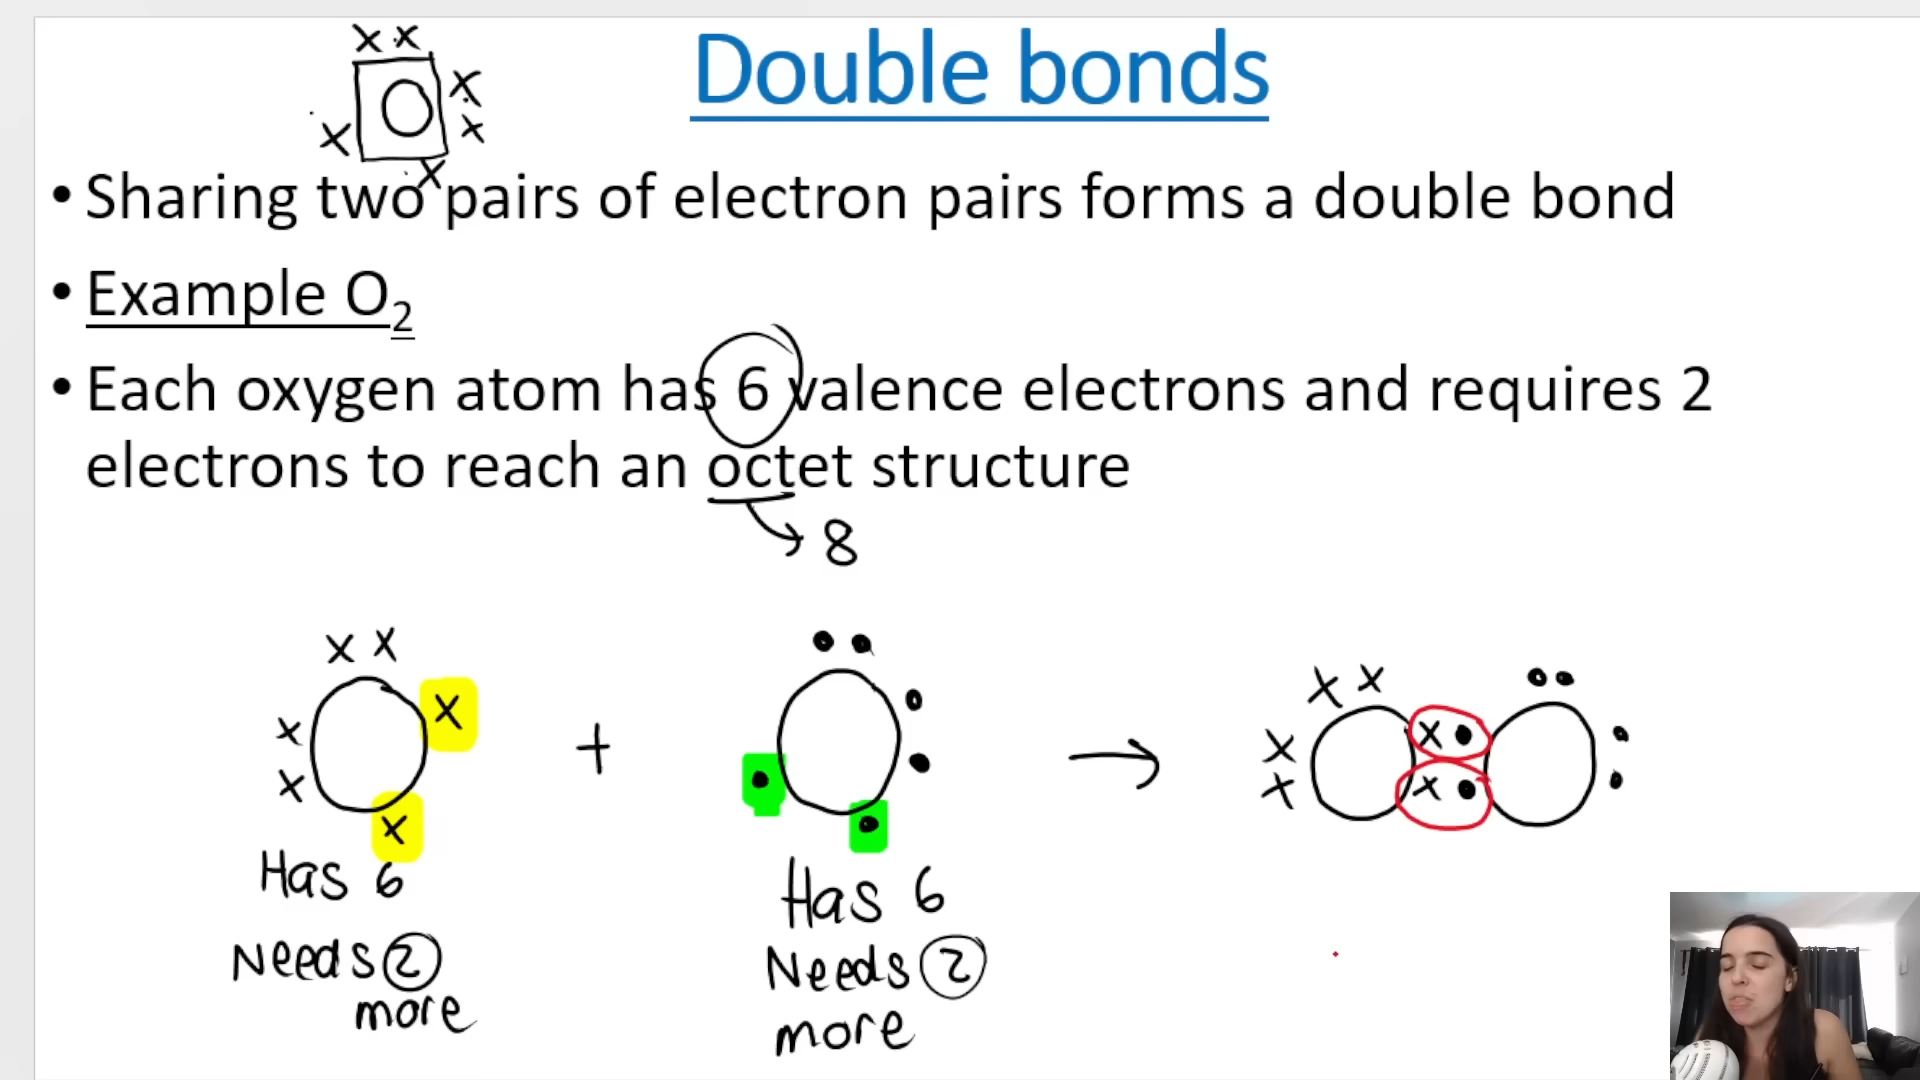 x x
Double bonds
x
O
x x
x
• Sharing two pairs of electron pairs forms a double bond
• Example O₂
• Each oxygen atom has 6 valence electrons and requires 2
electrons to reach an octet structure
8
x x
x x
x x
x
x
x +
x x
x
x
x
Has 6
Has 6
Needs 2
more
Needs 2
more